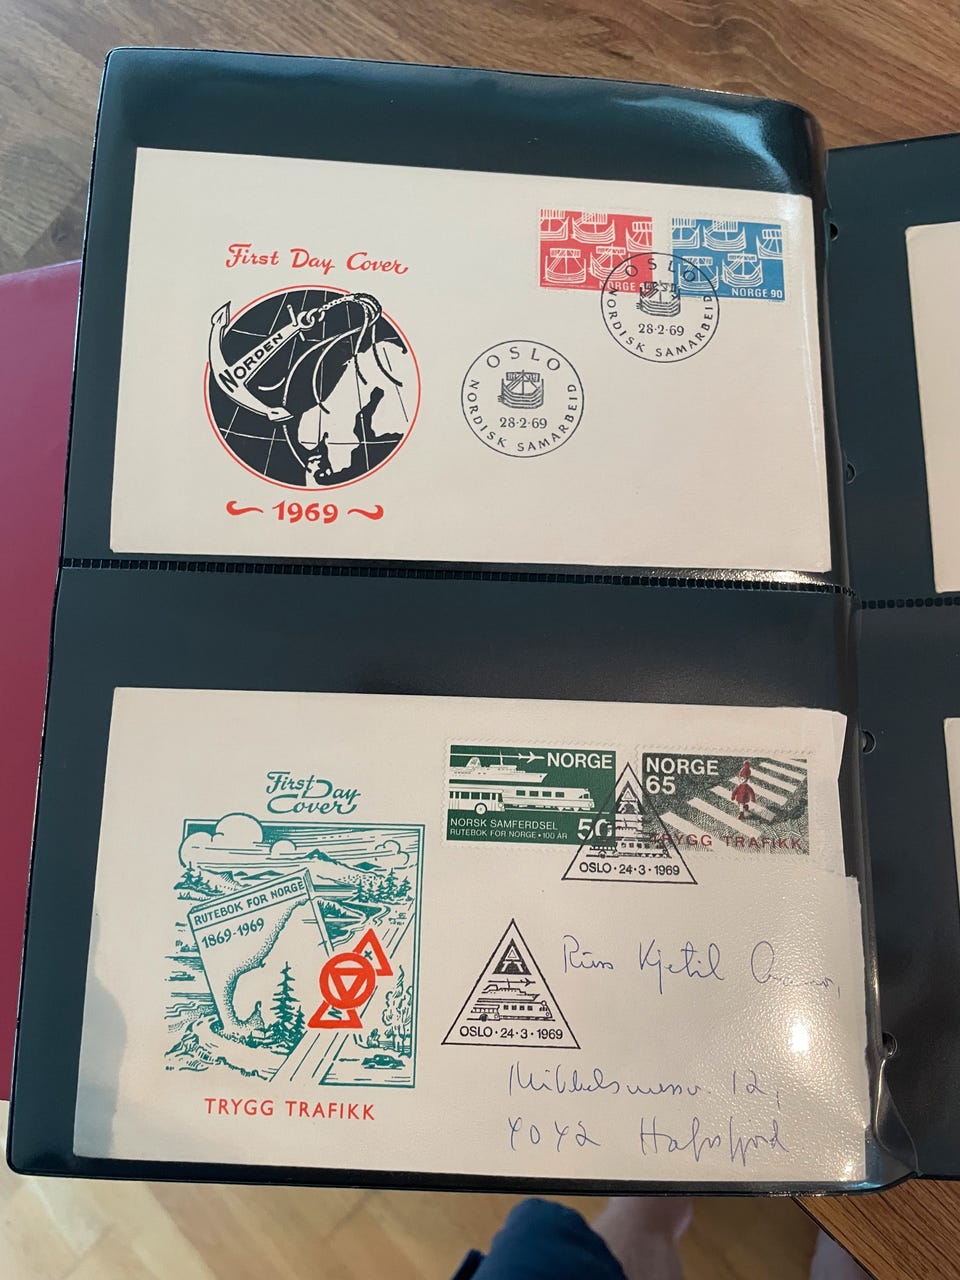 First Day Cover
NORDEN
1969
NORGE
NORGE 90
OSLO
28-2-69
NORDISK SAMARBEID
OSLO
28-2-69
NORDISK SAMARBEID
First Day
Cover
RUTEBOK FOR NORGE
1869-1969
TRYGG TRAFIKK
NORGE
NORSK SAMFERDSEL
RUTEBOK FOR NORGE • 100 ÅR
50
NORGE
65
TRYGG TRAFIKK
OSLO · 24 · 3 · 1969
OSLO · 24 · 3 · 1969
Kjetil
12,
4042 Hafrsfjord